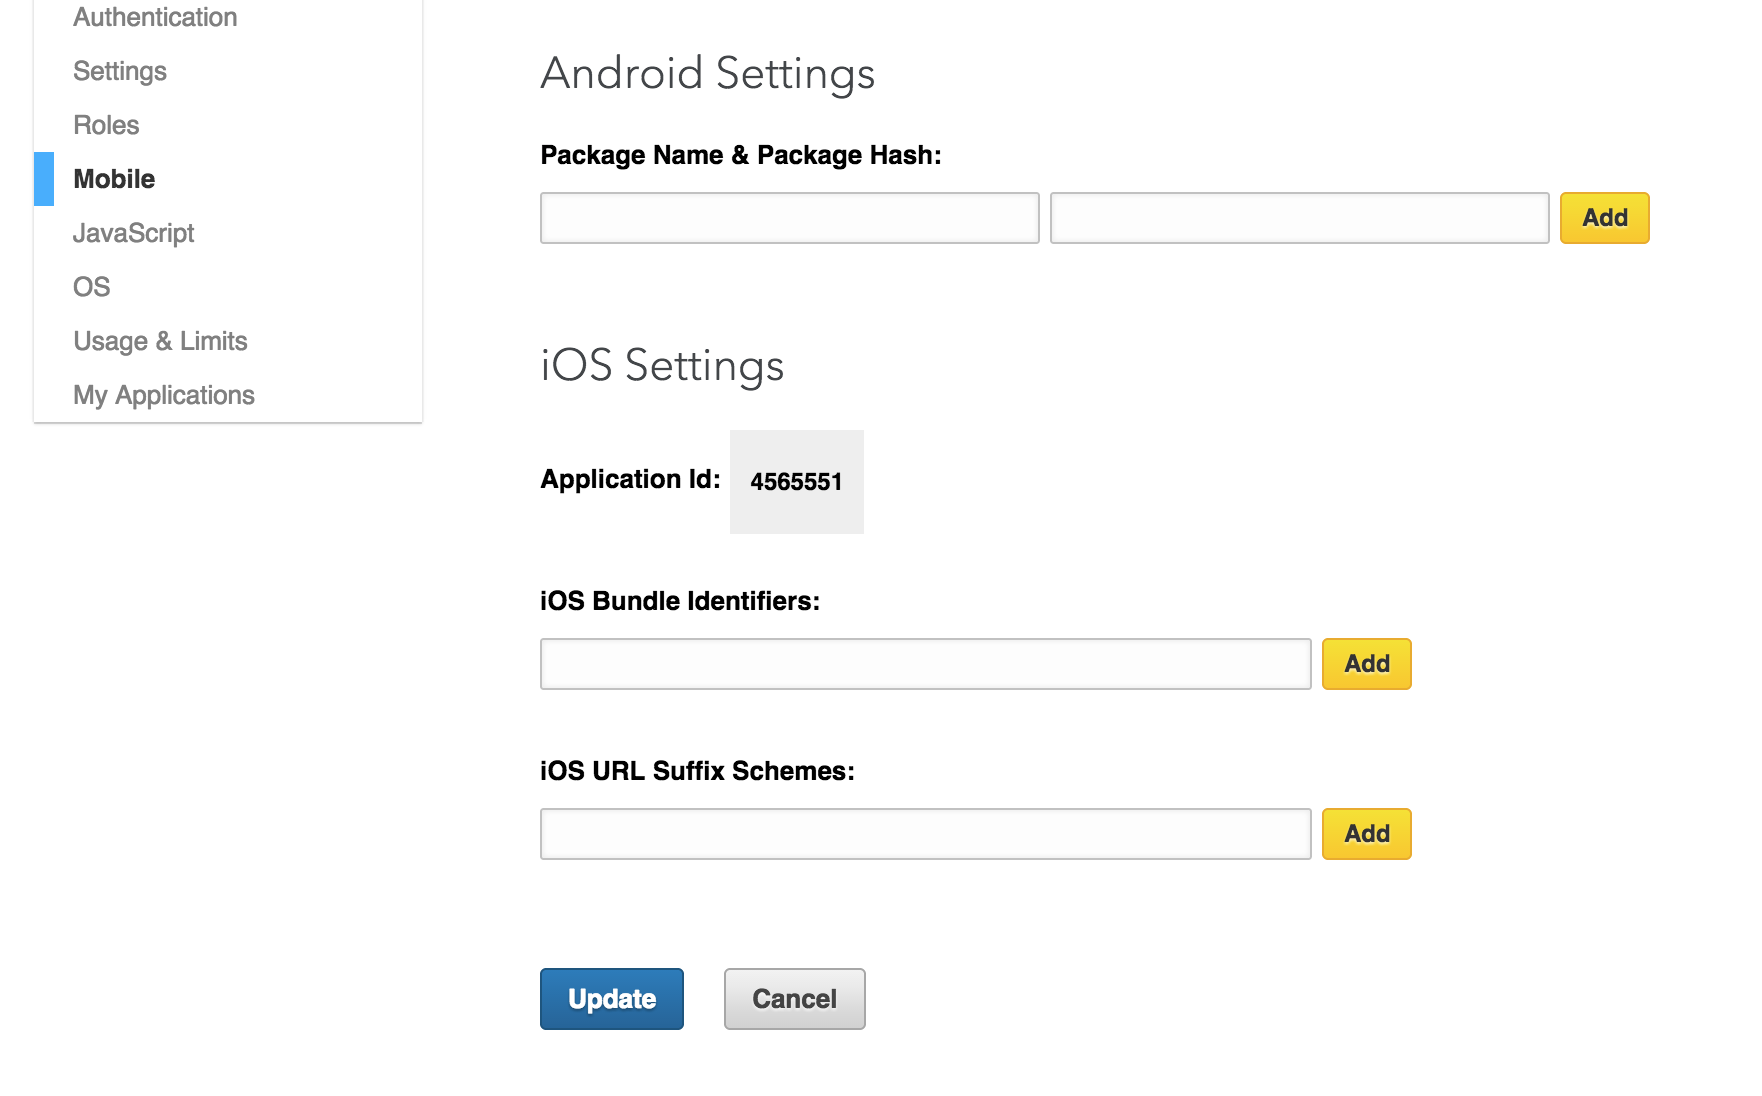 Authentication
Settings
Roles
Mobile
JavaScript
OS
Usage & Limits
My Applications
Android Settings
Package Name & Package Hash:
Add
iOS Settings
Application Id: 4565551
iOS Bundle Identifiers:
Add
iOS URL Suffix Schemes:
Add
Update Cancel